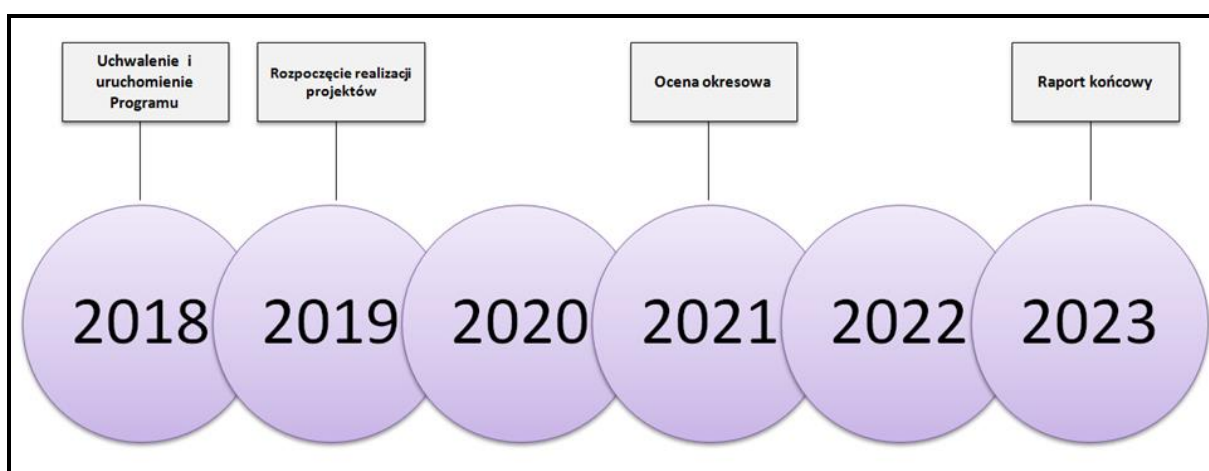 Uchwalenie i
uruchomienie
Programu
Rozpoczęcie realizacji
projektów
Ocena okresowa
Raport końcowy
2018
2019
2020
2021
2022
2023